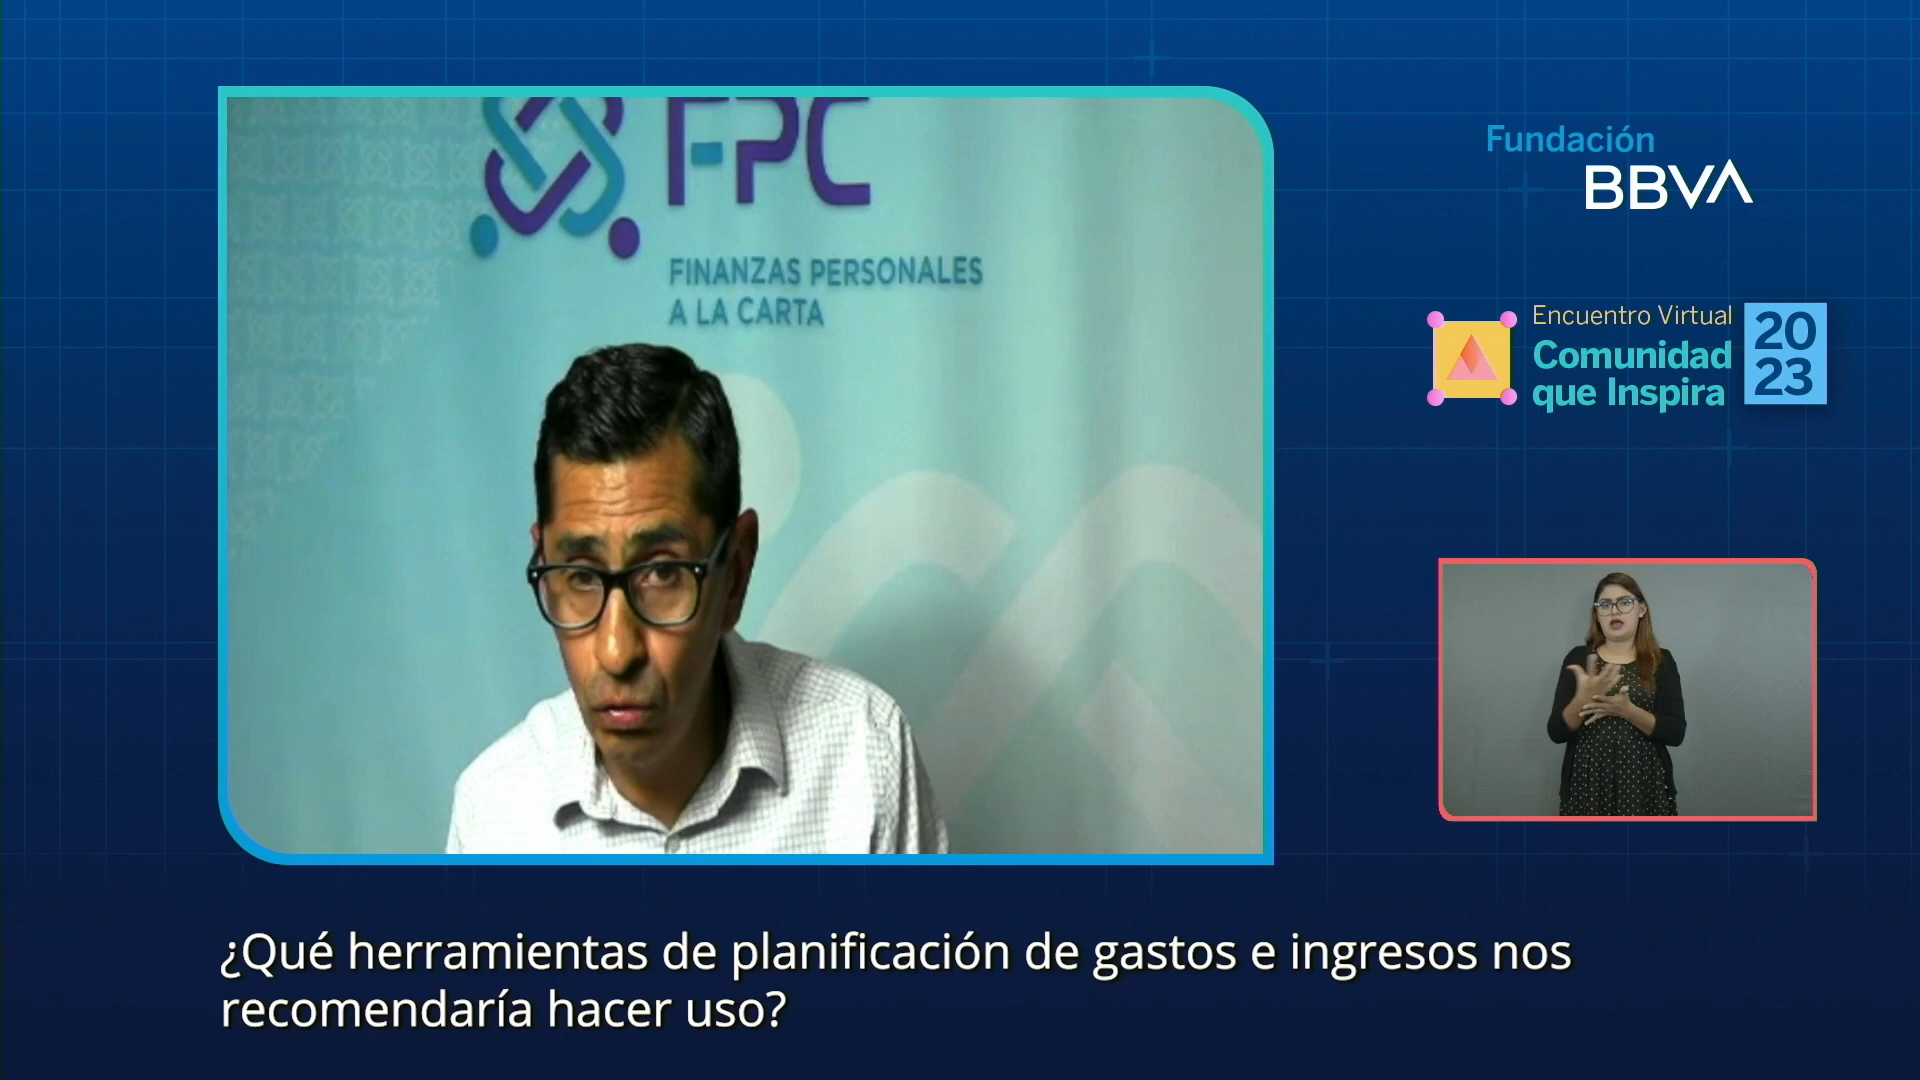 FPC
FINANZAS PERSONALES
A LA CARTA
Fundación
BBVA
Encuentro Virtual
Comunidad
que Inspira
20
23
¿Qué herramientas de planificación de gastos e ingresos nos
recomendaría hacer uso?